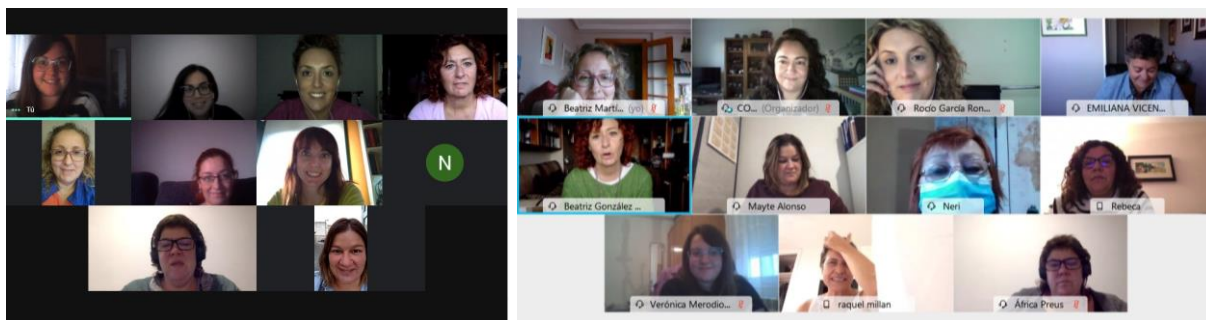 Tú
N
Beatriz Martí... (yo)
CO... (Organizador)
Rocío García Ron...
EMILIANA VICEN...
Beatriz González ...
Mayte Alonso
Neri
Rebeca
Verónica Merodio...
raquel millan
África Preus